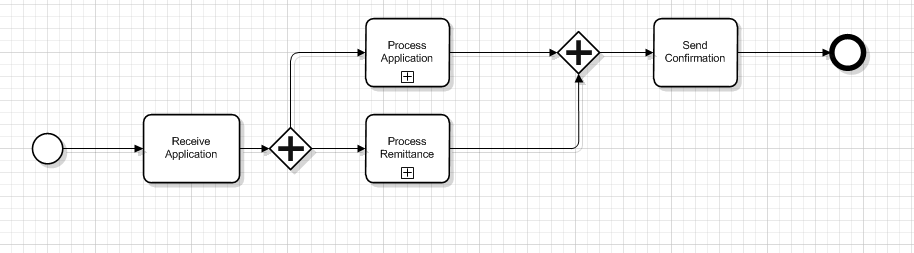 Receive
Application
Process
Application
Process
Remittance
Send
Confirmation